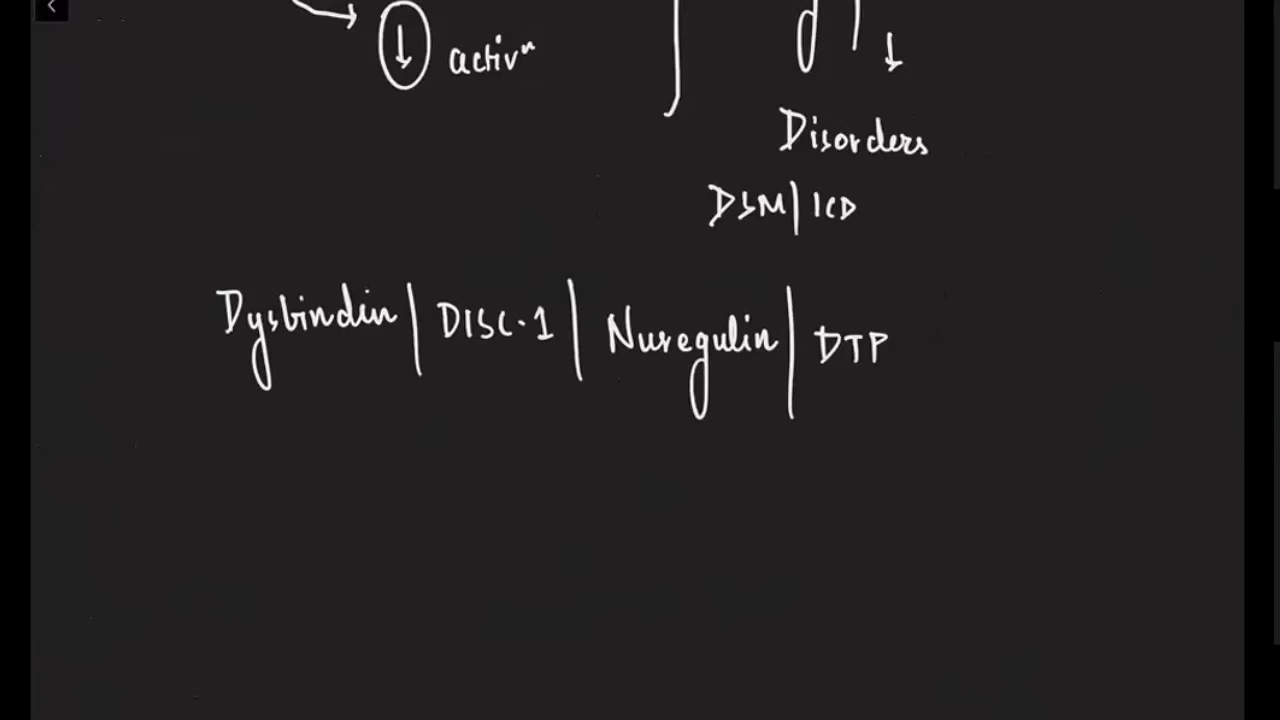 ↓ activⁿ
↓
Disorders
DSM|ICD
Dysbindin | DISC-1 | Nuregulin | DTP